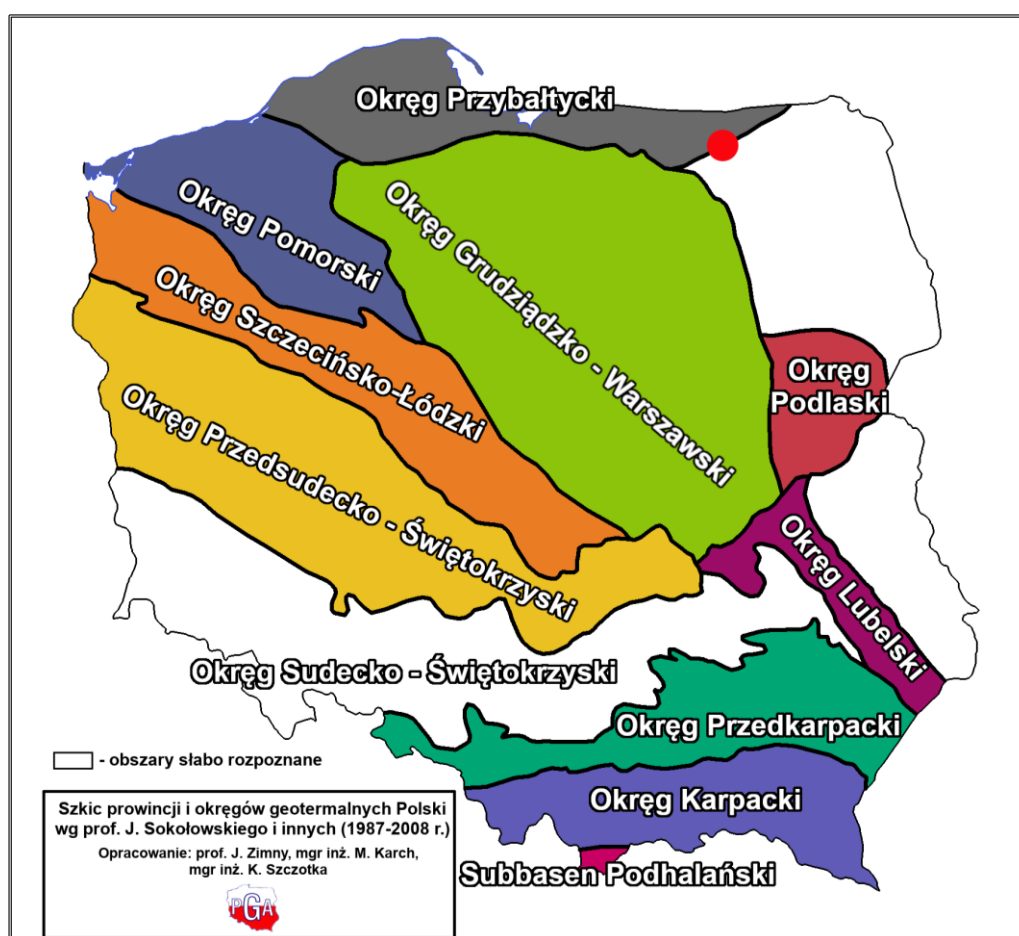 Okręg Przybałtycki
Okręg Pomorski
Okręg Grudziądzko - Warszawski
Okręg Szczecińsko-Łódzki
Okręg
Podlaski
Okręg Przedsudecko - Świętokrzyski
Okręg Lubelski
Okręg Sudecko - Świętokrzyski
Okręg Przedkarpacki
- obszary słabo rozpoznane
Okręg Karpacki
Szkic prowincji i okręgów geotermalnych Polski
wg prof. J. Sokołowskiego i innych (1987-2008 r.)
Opracowanie: prof. J. Zimny, mgr inż. M. Karch,
mgr inż. K. Szczotka
Subbasen Podhalański
PGA